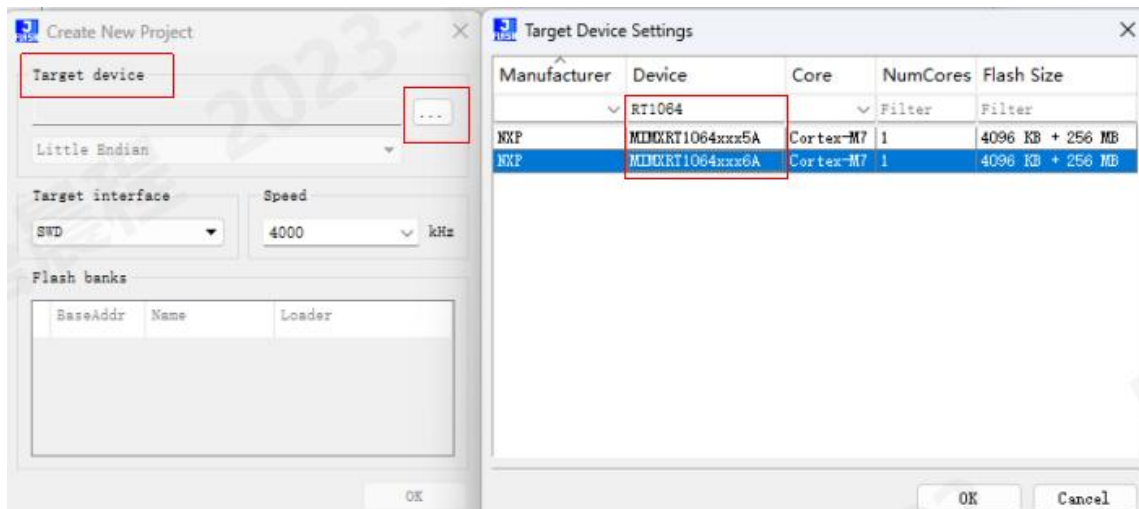 Create New Project
Target device
...
Little Endian
Target interface
Speed
SWD
4000
kHz
Flash banks
BaseAddr Name Loader
OK
Target Device Settings
Manufacturer Device Core NumCores Flash Size
RT1064 Filter Filter
NXP MIMXRT1064xxx5A Cortex-M7 1 4096 KB + 256 MB
NXP MIMXRT1064xxx6A Cortex-M7 1 4096 KB + 256 MB
OK Cancel
2023-